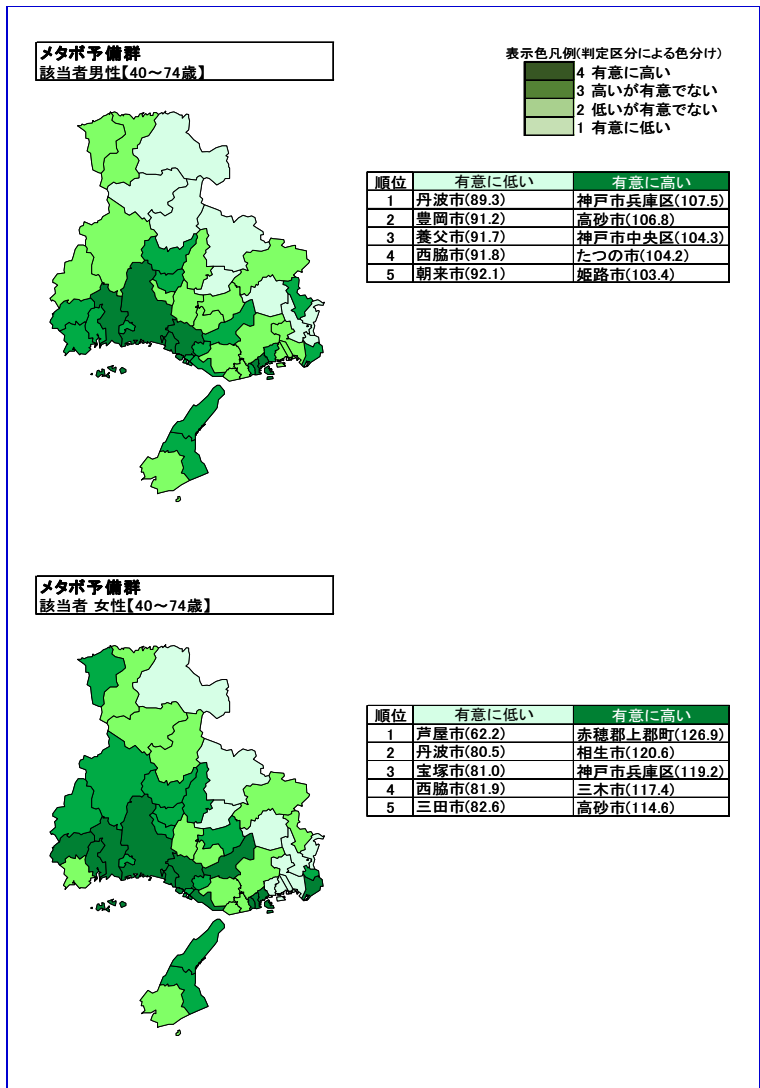 メタボ予備群
該当者男性【40～74歳】
表示色凡例(判定区分による色分け)
4 有意に高い
3 高いが有意でない
2 低いが有意でない
1 有意に低い
順位 有意に低い 有意に高い
1 丹波市(89.3) 神戸市兵庫区(107.5)
2 豊岡市(91.2) 高砂市(106.8)
3 養父市(91.7) 神戸市中央区(104.3)
4 西脇市(91.8) たつの市(104.2)
5 朝来市(92.1) 姫路市(103.4)
メタボ予備群
該当者 女性【40～74歳】
順位 有意に低い 有意に高い
1 芦屋市(62.2) 赤穂郡上郡町(126.9)
2 丹波市(80.5) 相生市(120.6)
3 宝塚市(81.0) 神戸市兵庫区(119.2)
4 西脇市(81.9) 三木市(117.4)
5 三田市(82.6) 高砂市(114.6)